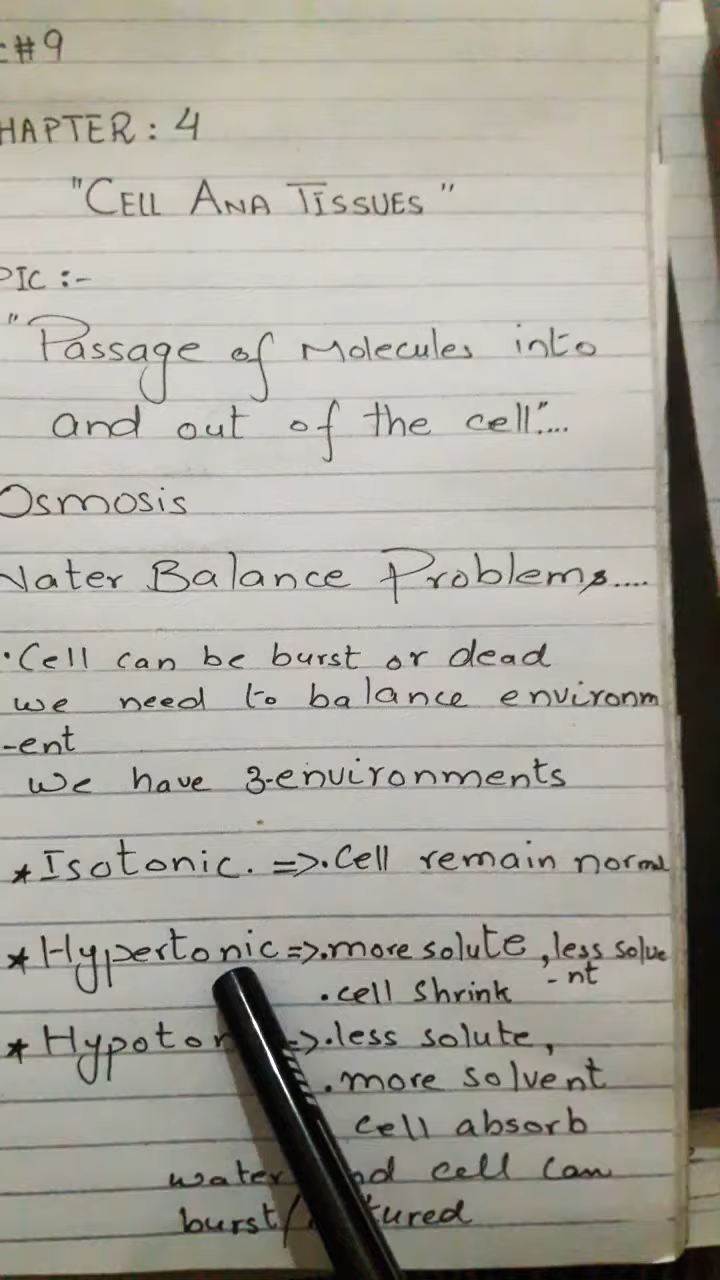 :#9
HAPTER : 4
"CELL ANA TISSUES"
PIC :-
"Passage of Molecules into
and out of the cell"...
Osmosis
Water Balance Problems....
.Cell can be burst or dead
we need to balance environm
-ent
we have 3-environments
*Isotonic. =>.Cell remain normal
*Hypertonic=>.more solute, less solve
-nt
.cell shrink
*Hypoton =>.less solute,
.more solvent
cell absorb
water and cell can
burst/ tured